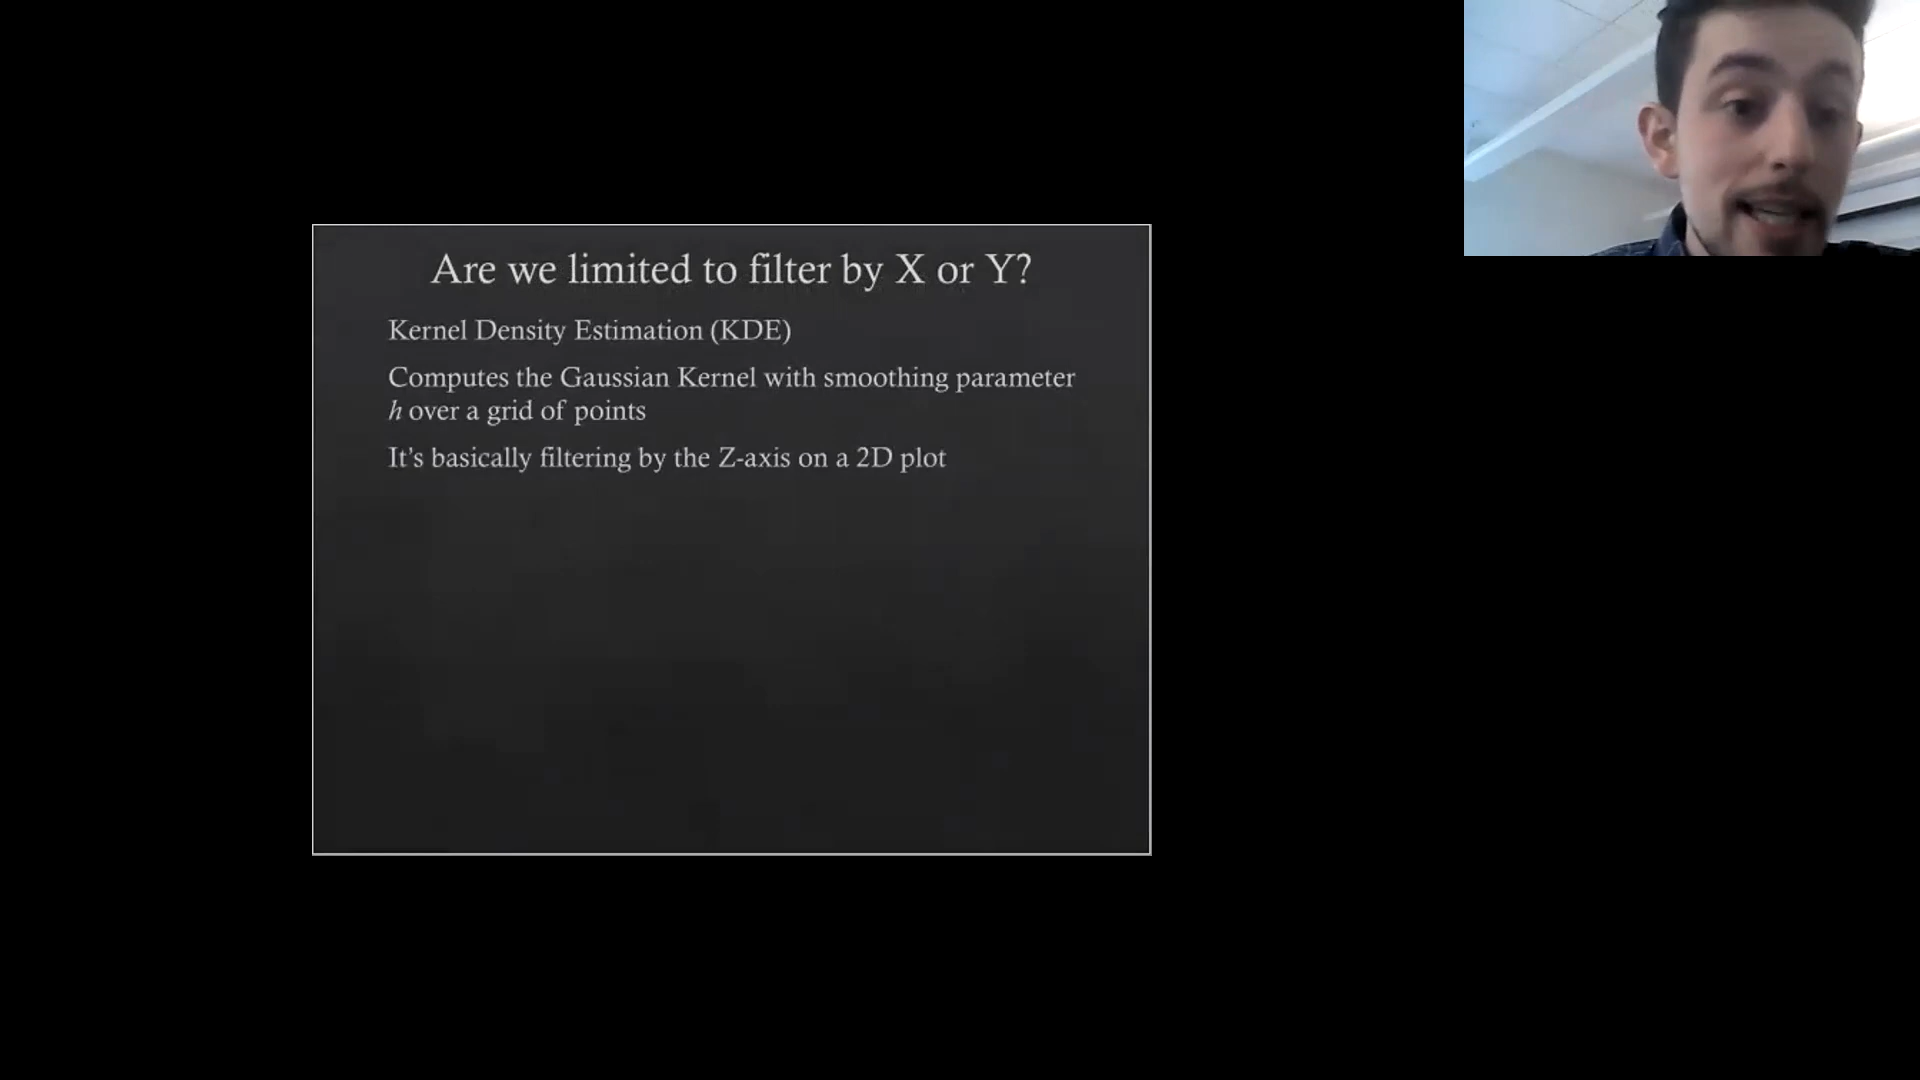 Are we limited to filter by X or Y?
Kernel Density Estimation (KDE)
Computes the Gaussian Kernel with smoothing parameter
h over a grid of points
It’s basically filtering by the Z-axis on a 2D plot